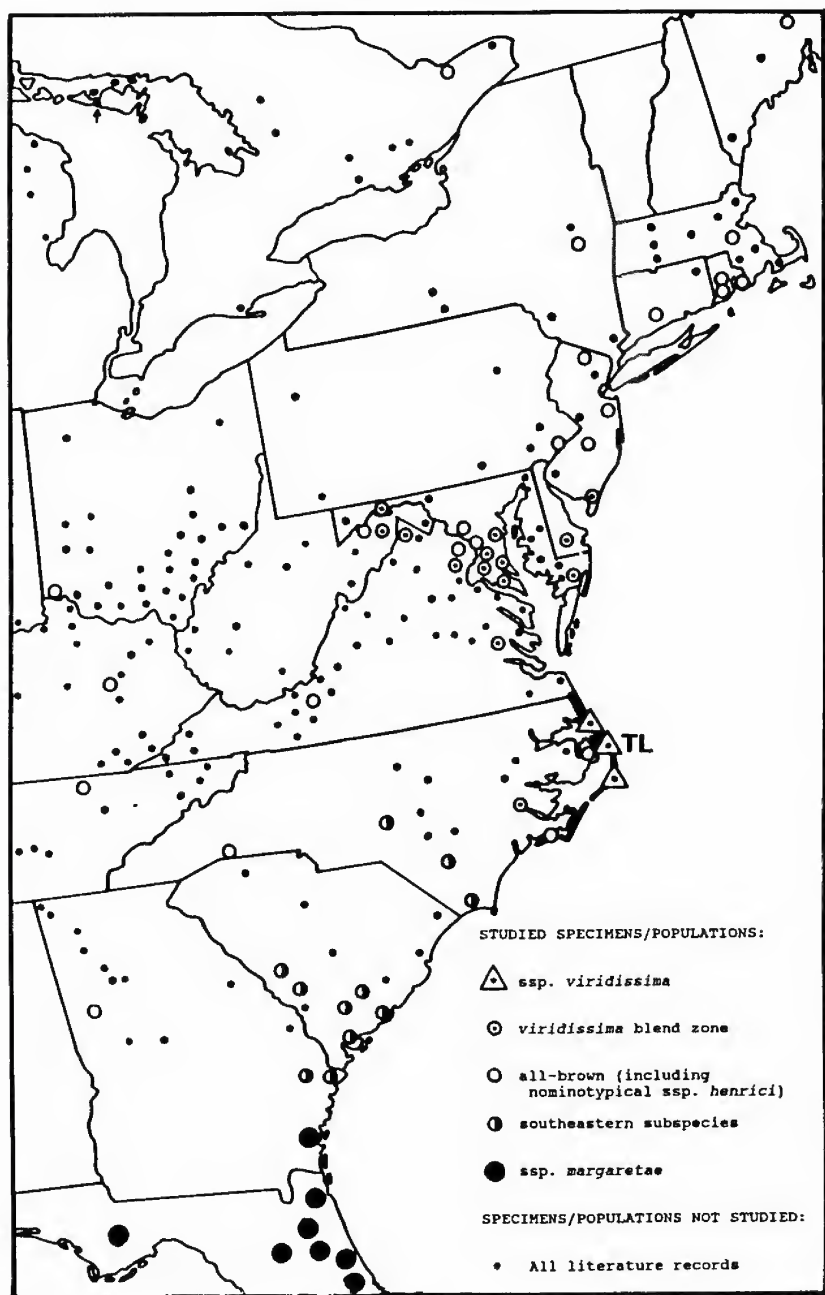 TL
STUDIED SPECIMENS/POPULATIONS:
ssp. viridissima
viridissima blend zone
all-brown (including
nominotypical ssp. henrici)
southeastern subspecies
ssp. margaretae
SPECIMENS/POPULATIONS NOT STUDIED:
All literature records